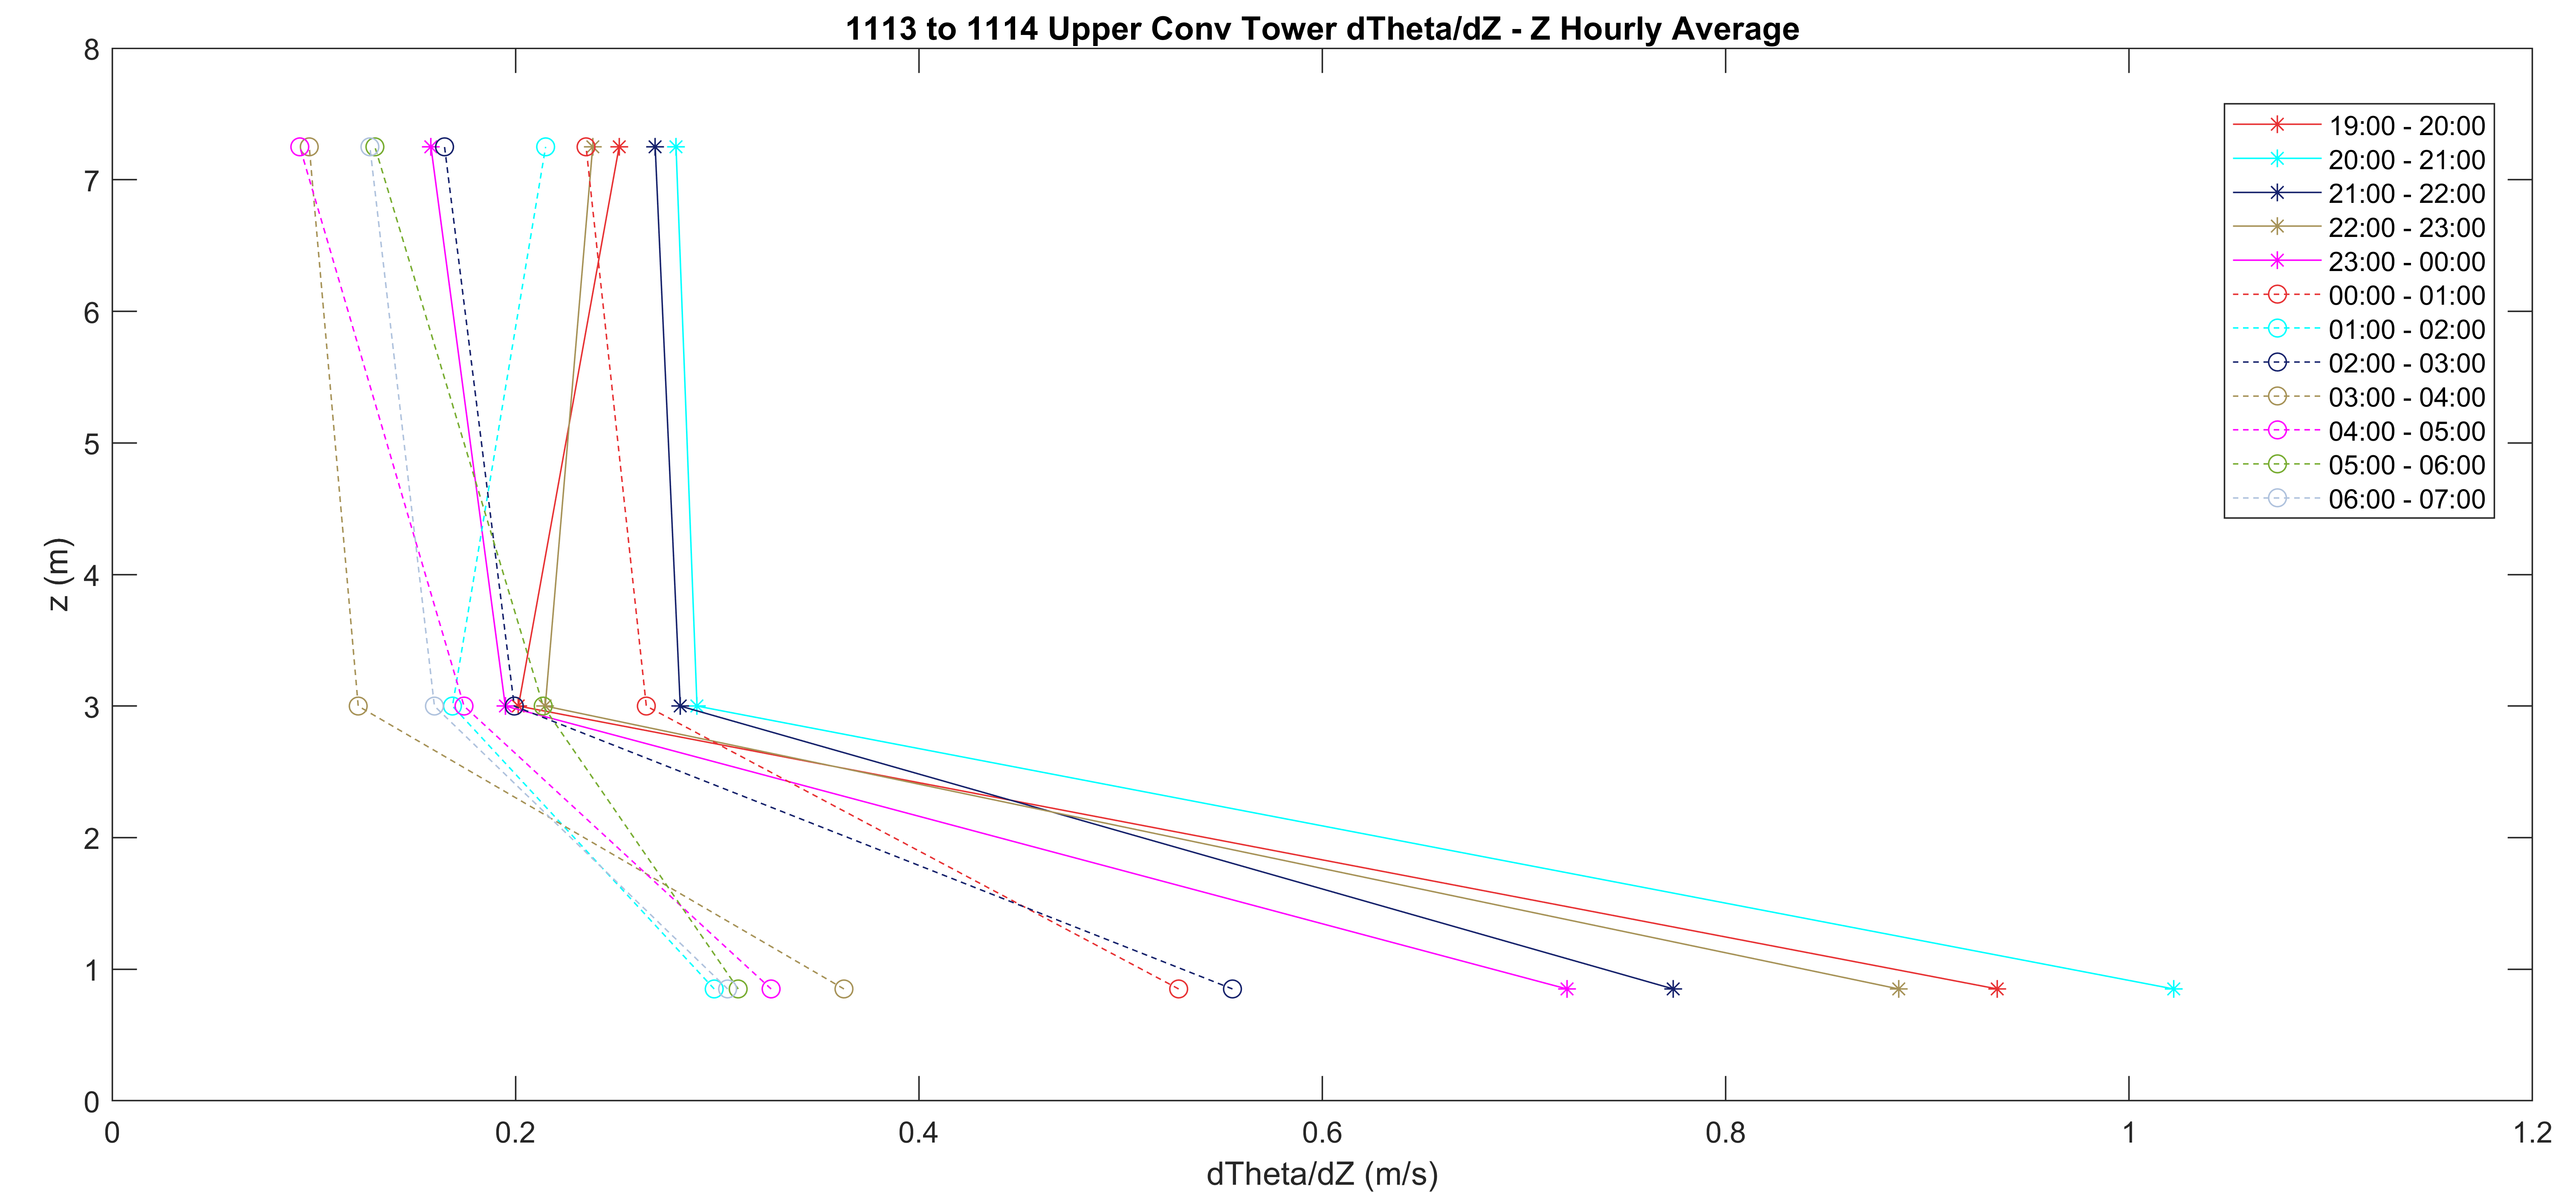 1113 to 1114 Upper Conv Tower dTheta/dZ - Z Hourly Average
8
7
6
5
4
3
2
1
0
z (m)
19:00 - 20:00
20:00 - 21:00
21:00 - 22:00
22:00 - 23:00
23:00 - 00:00
00:00 - 01:00
01:00 - 02:00
02:00 - 03:00
03:00 - 04:00
04:00 - 05:00
05:00 - 06:00
06:00 - 07:00
0 0.2 0.4 0.6 0.8 1 1.2
dTheta/dZ (m/s)